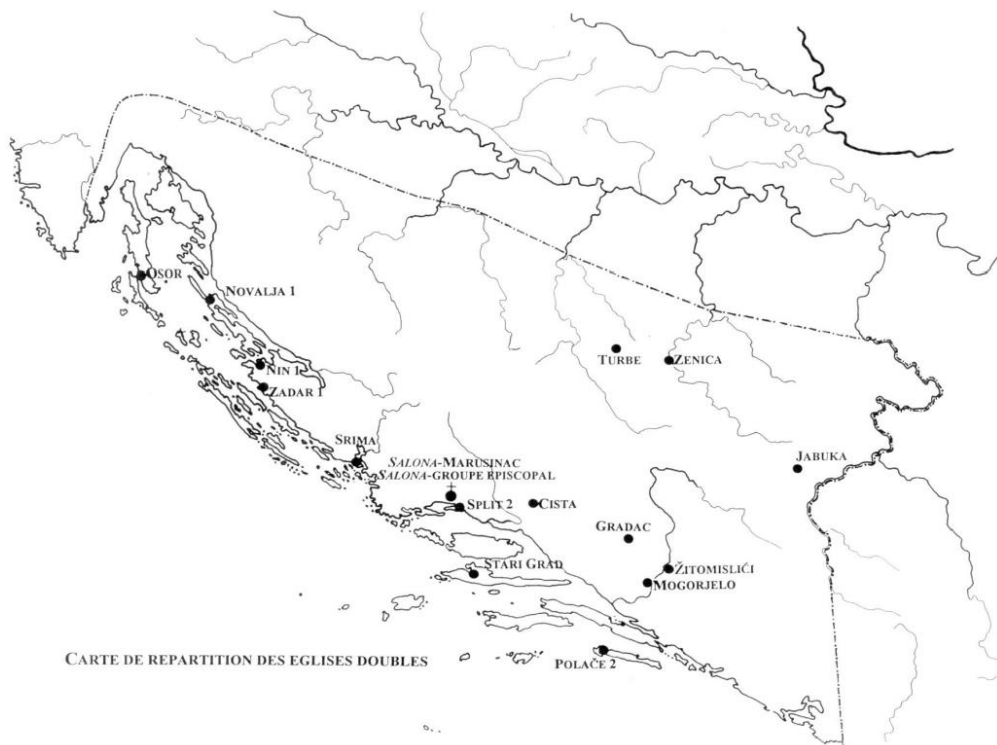 OSOR
NOVALJA 1
TURBE
ZENICA
NIN 1
ZADAR 1
SRIMA
JABUKA
SALONA-MARUSINAC
SALONA-GROUPE EPISCOPAL
SPLIT 2
CISTA
GRADAC
STARI GRAD
ŽITOMISLIĆI
MOGORJELO
CARTE DE REPARTITION DES EGLISES DOUBLES
POLAČE 2